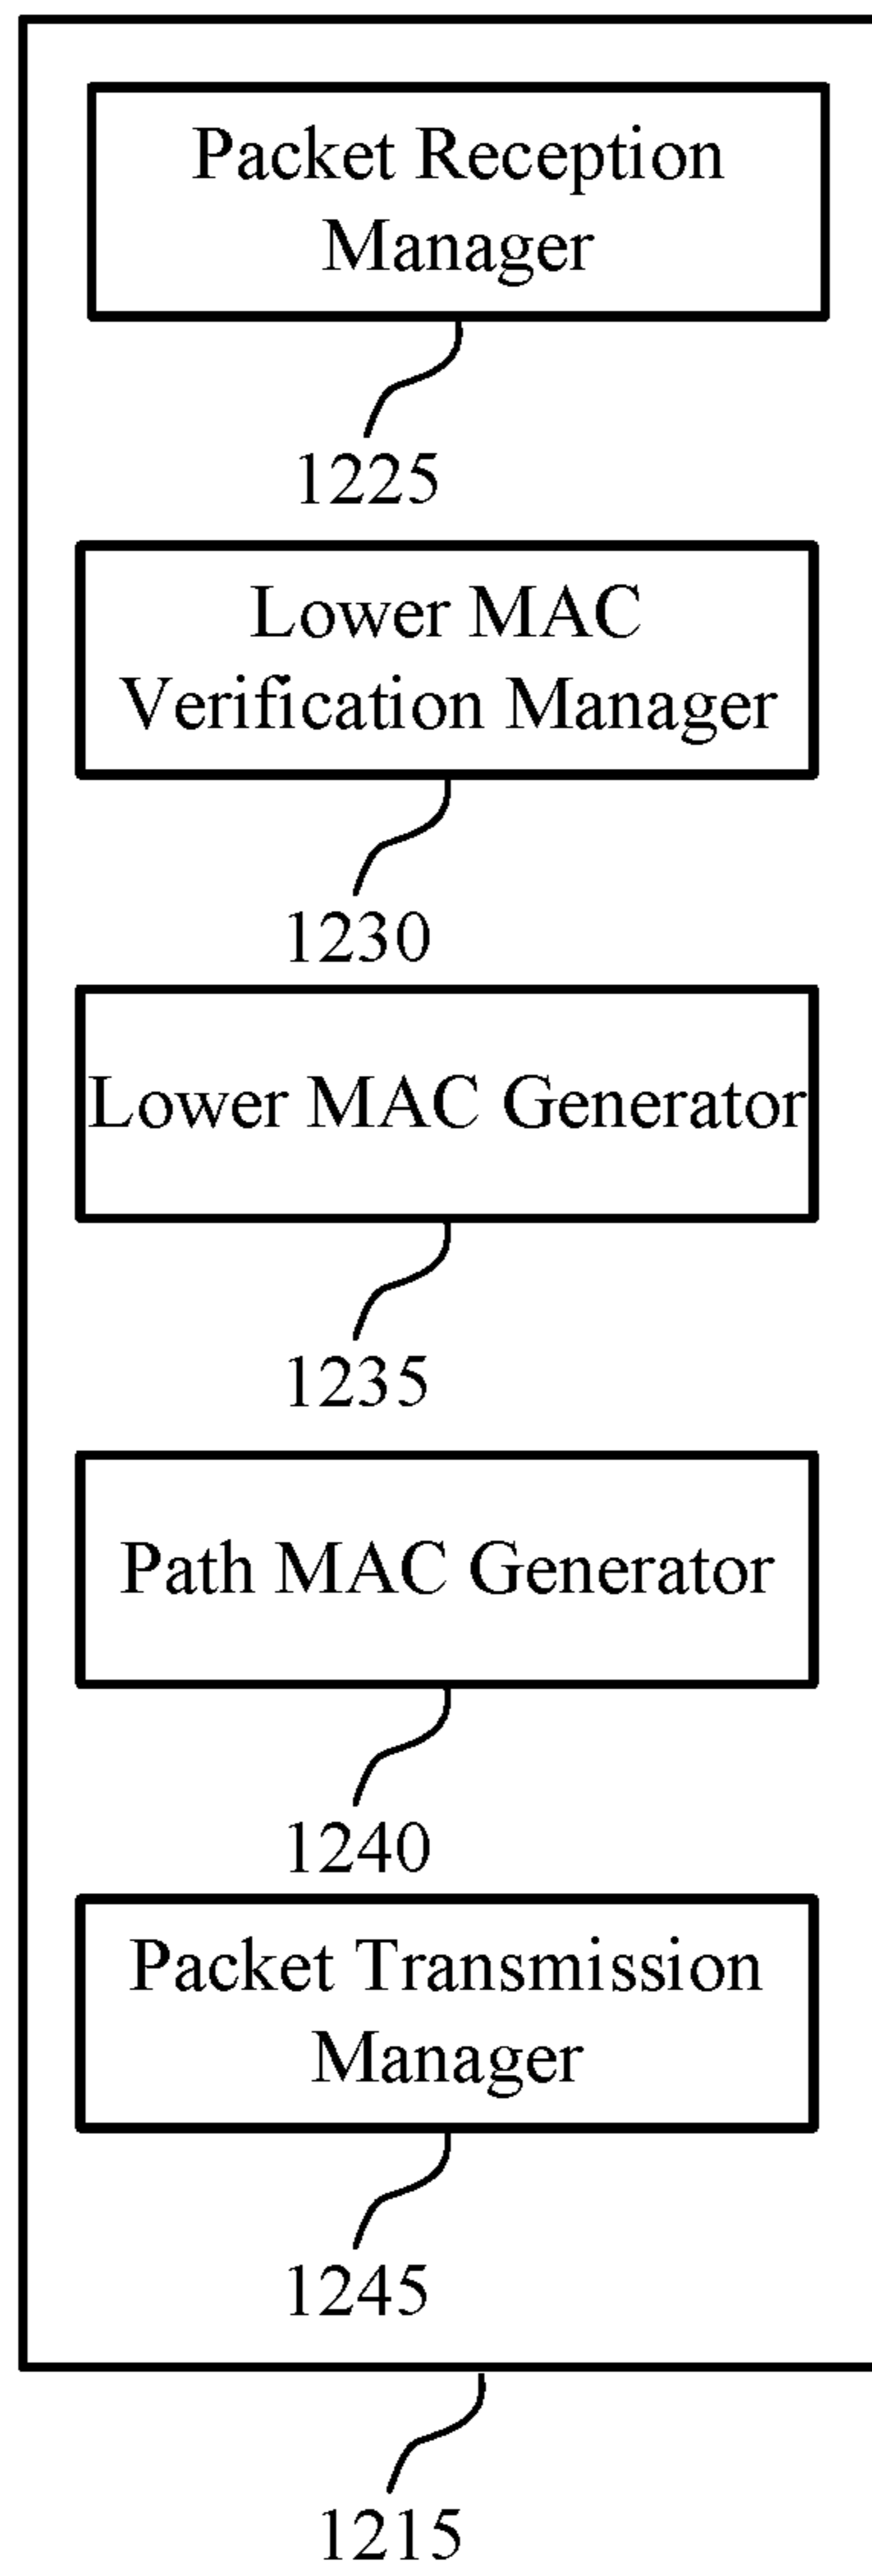 Packet Reception
Manager
1225
Lower MAC
Verification Manager
1230
Lower MAC Generator
1235
Path MAC Generator
1240
Packet Transmission
Manager
1245
1215